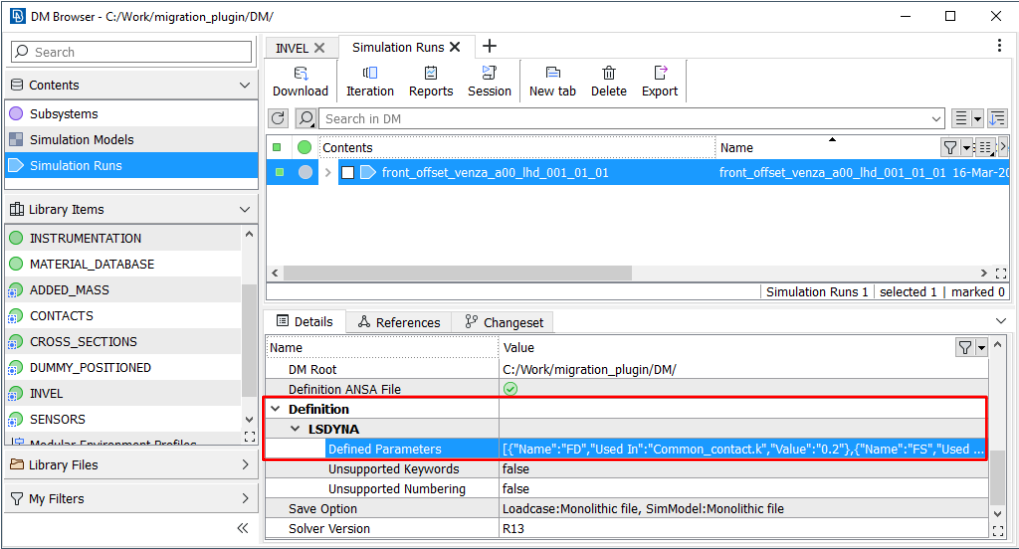 DM Browser - C:/Work/migration_plugin/DM/
Search
Contents
Subsystems
Simulation Models
Simulation Runs
Library Items
INSTRUMENTATION
MATERIAL_DATABASE
ADDED_MASS
CONTACTS
CROSS_SECTIONS
DUMMY_POSITIONED
INVEL
SENSORS
Modular Environment Profiles
Library Files
My Filters
INVEL Simulation Runs
Download Iteration Reports Session New tab Delete Export
Search in DM
Contents Name
front_offset_venza_a00_lhd_001_01_01 front_offset_venza_a00_lhd_001_01_01 16-Mar-20
Simulation Runs 1 selected 1 marked 0
Details References Changeset
Name Value
DM Root C:/Work/migration_plugin/DM/
Definition ANSA File
Definition
LSDYNA
Defined Parameters [{"Name":"FD","Used In":"Common_contact.k","Value":"0.2"},{"Name":"FS","Used ...
Unsupported Keywords false
Unsupported Numbering false
Save Option Loadcase:Monolithic file, SimModel:Monolithic file
Solver Version R13